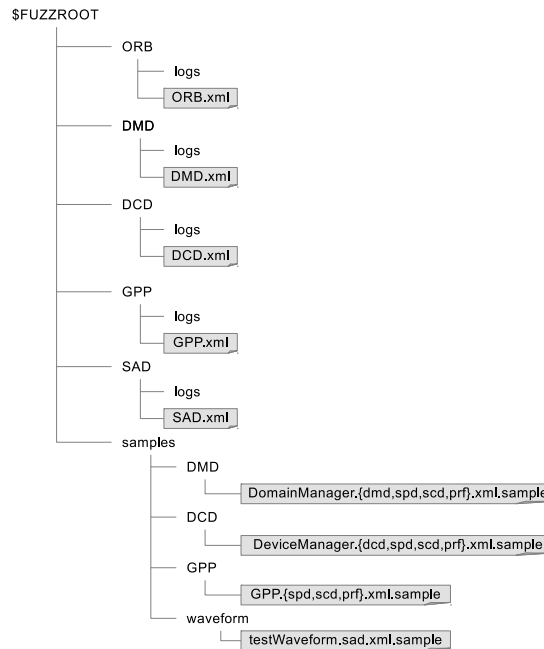 $FUZZROOT
ORB
logs
ORB.xml
DMD
logs
DMD.xml
DCD
logs
DCD.xml
GPP
logs
GPP.xml
SAD
logs
SAD.xml
samples
DMD
DomainManager.{dmd,spd,scd,prf}.xml.sample
DCD
DeviceManager.{dcd,spd,scd,prf}.xml.sample
GPP
GPP.{spd,scd,prf}.xml.sample
waveform
testWaveform.sad.xml.sample